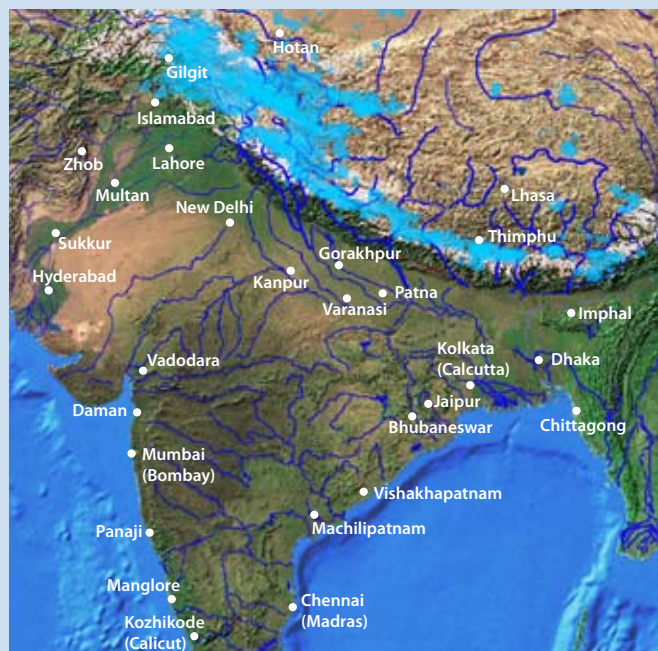 Hotan
Gilgit
Islamabad
Zhob
Lahore
Multan
Lhasa
New Delhi
Sukkur
Thimphu
Gorakhpur
Hyderabad
Kanpur
Patna
Varanasi
Imphal
Kolkata
(Calcutta)
Vadodara
Dhaka
Daman
Jaipur
Bhubaneswar
Chittagong
Mumbai
(Bombay)
Vishakhapatnam
Machilipatnam
Panaji
Manglore
Chennai
(Madras)
Kozhikode
(Calicut)